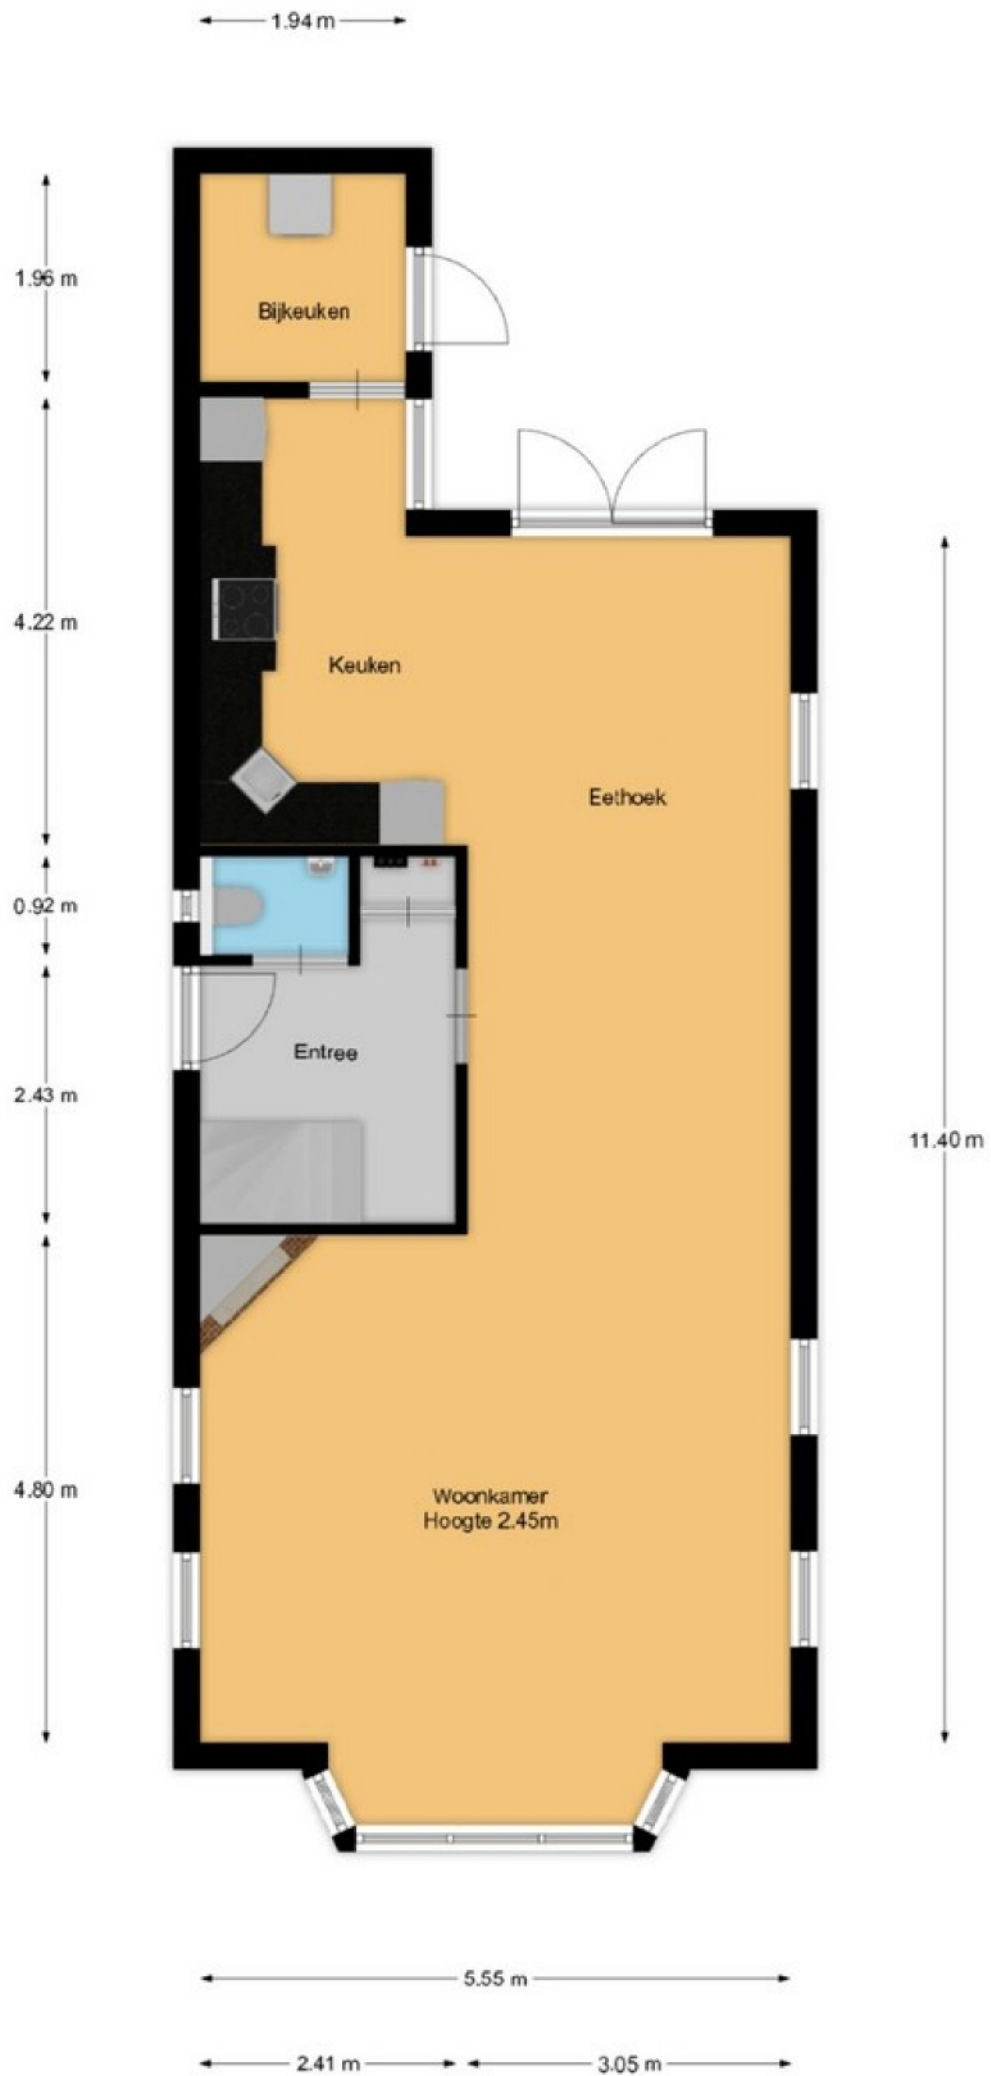 1.94 m
1.96 m
Bijkeuken
4.22 m
Keuken
Eethoek
0.92 m
Entree
2.43 m
11.40 m
4.80 m
Woonkamer
Hoogte 2.45m
5.55 m
2.41 m
3.05 m